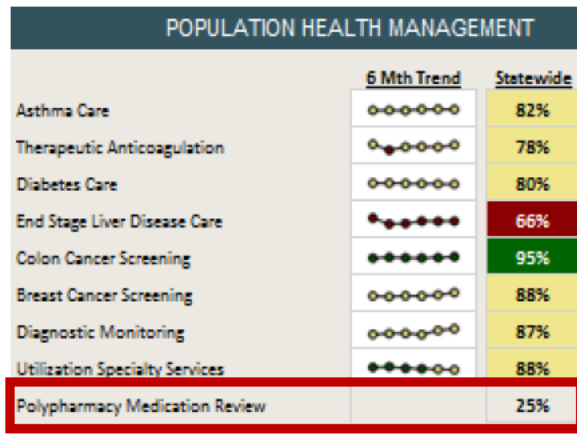 POPULATION HEALTH MANAGEMENT
6 Mth Trend Statewide
Asthma Care 82%
Therapeutic Anticoagulation 78%
Diabetes Care 80%
End Stage Liver Disease Care 66%
Colon Cancer Screening 95%
Breast Cancer Screening 88%
Diagnostic Monitoring 87%
Utilization Specialty Services 88%
Polypharmacy Medication Review 25%